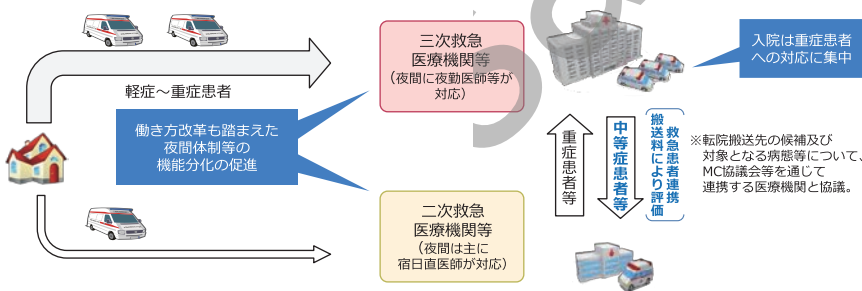 軽症～重症患者
働き方改革も踏まえた
夜間体制等の
機能分化の促進
三次救急
医療機関等
（夜間に夜勤医師等が
対応）
二次救急
医療機関等
（夜間は主に
宿日直医師が対応）
入院は重症患者
への対応に集中
重症患者等
中等症患者等
救急患者連携
搬送料により評価
※転院搬送先の候補及び
対象となる病態等について、
MC協議会等を通じて
連携する医療機関と協議。